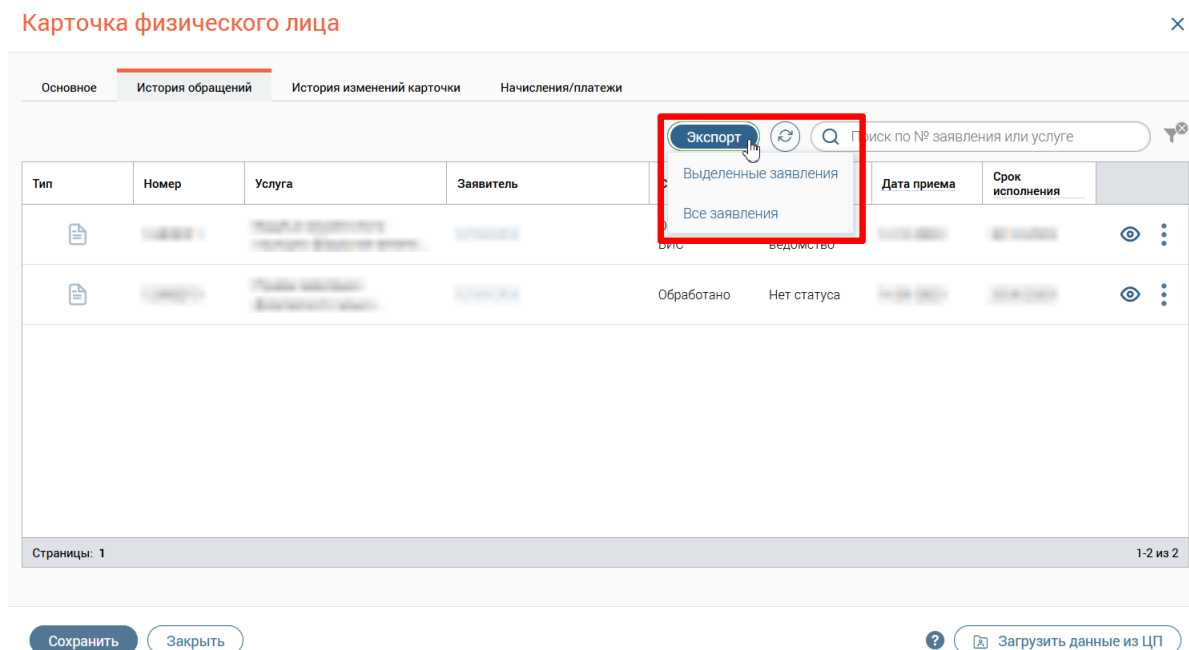 Карточка физического лица
Основное История обращений История изменений карточки Начисления/платежи
Экспорт Поиск по № заявления или услуге
Выделенные заявления
Все заявления
Тип Номер Услуга Заявитель Дата приема Срок исполнения
ВИС ведомство
Обработано Нет статуса
Страницы: 1 1-2 из 2
Сохранить Закрыть ? Загрузить данные из ЦП